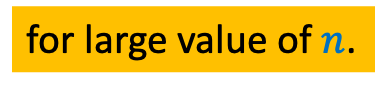 for large value of n.